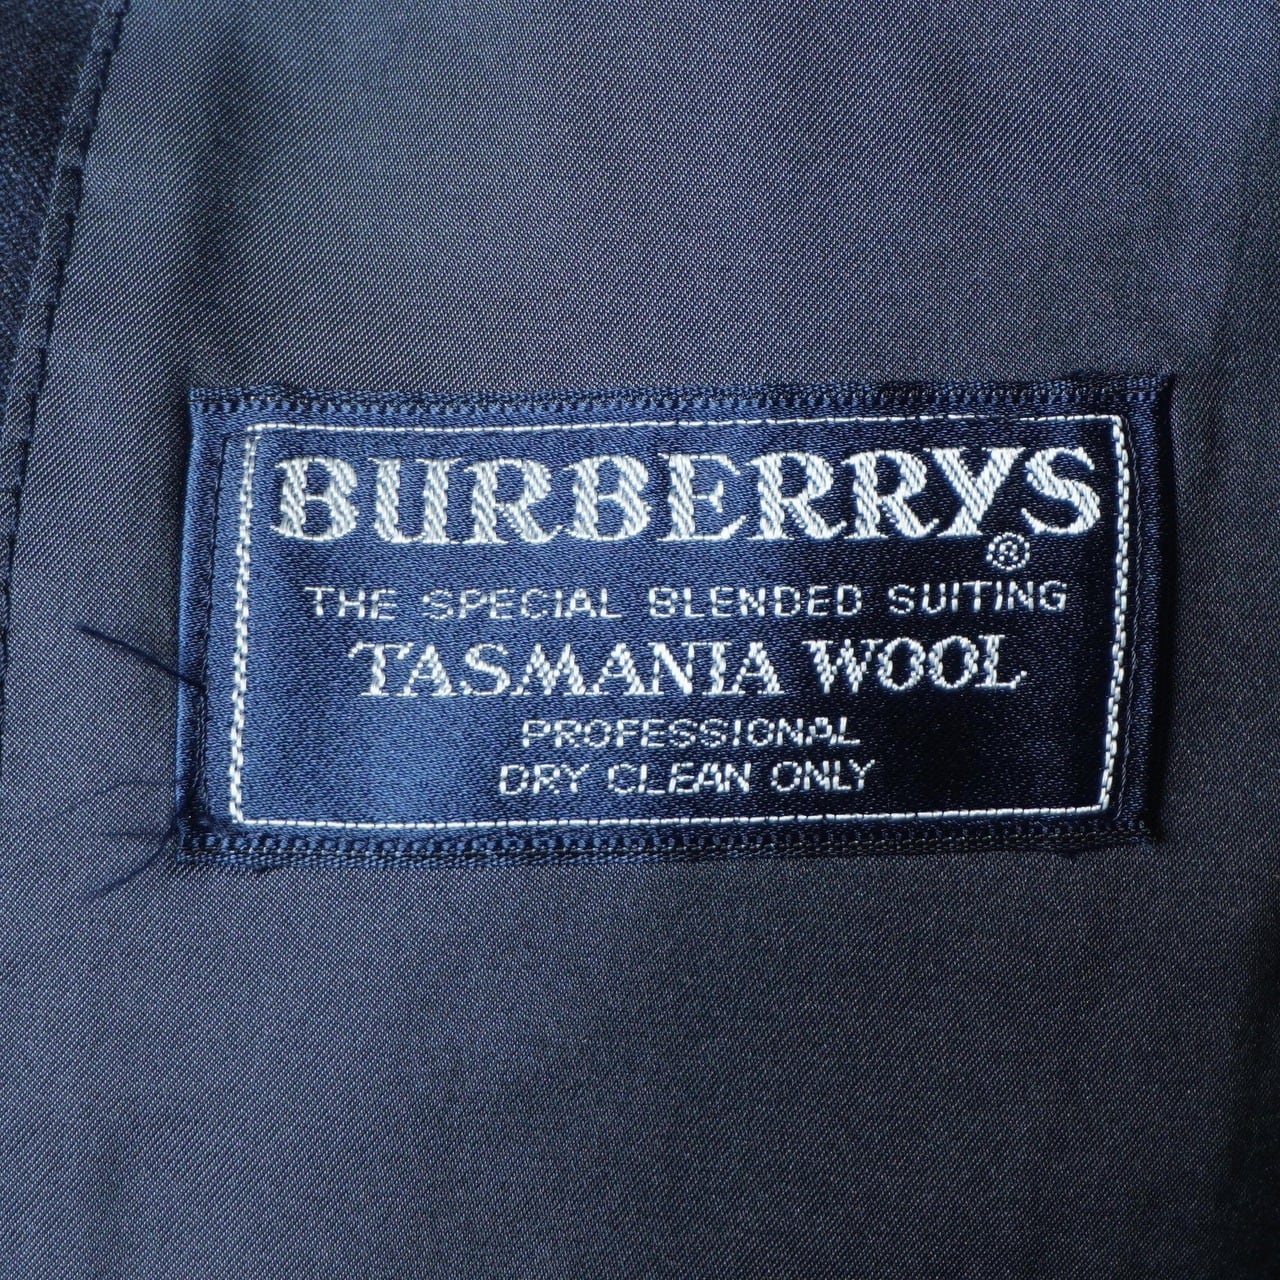 BURBERRYS
®
THE SPECIAL BLENDED SUITING
TASMANIA WOOL
PROFESSIONAL
DRY CLEAN ONLY